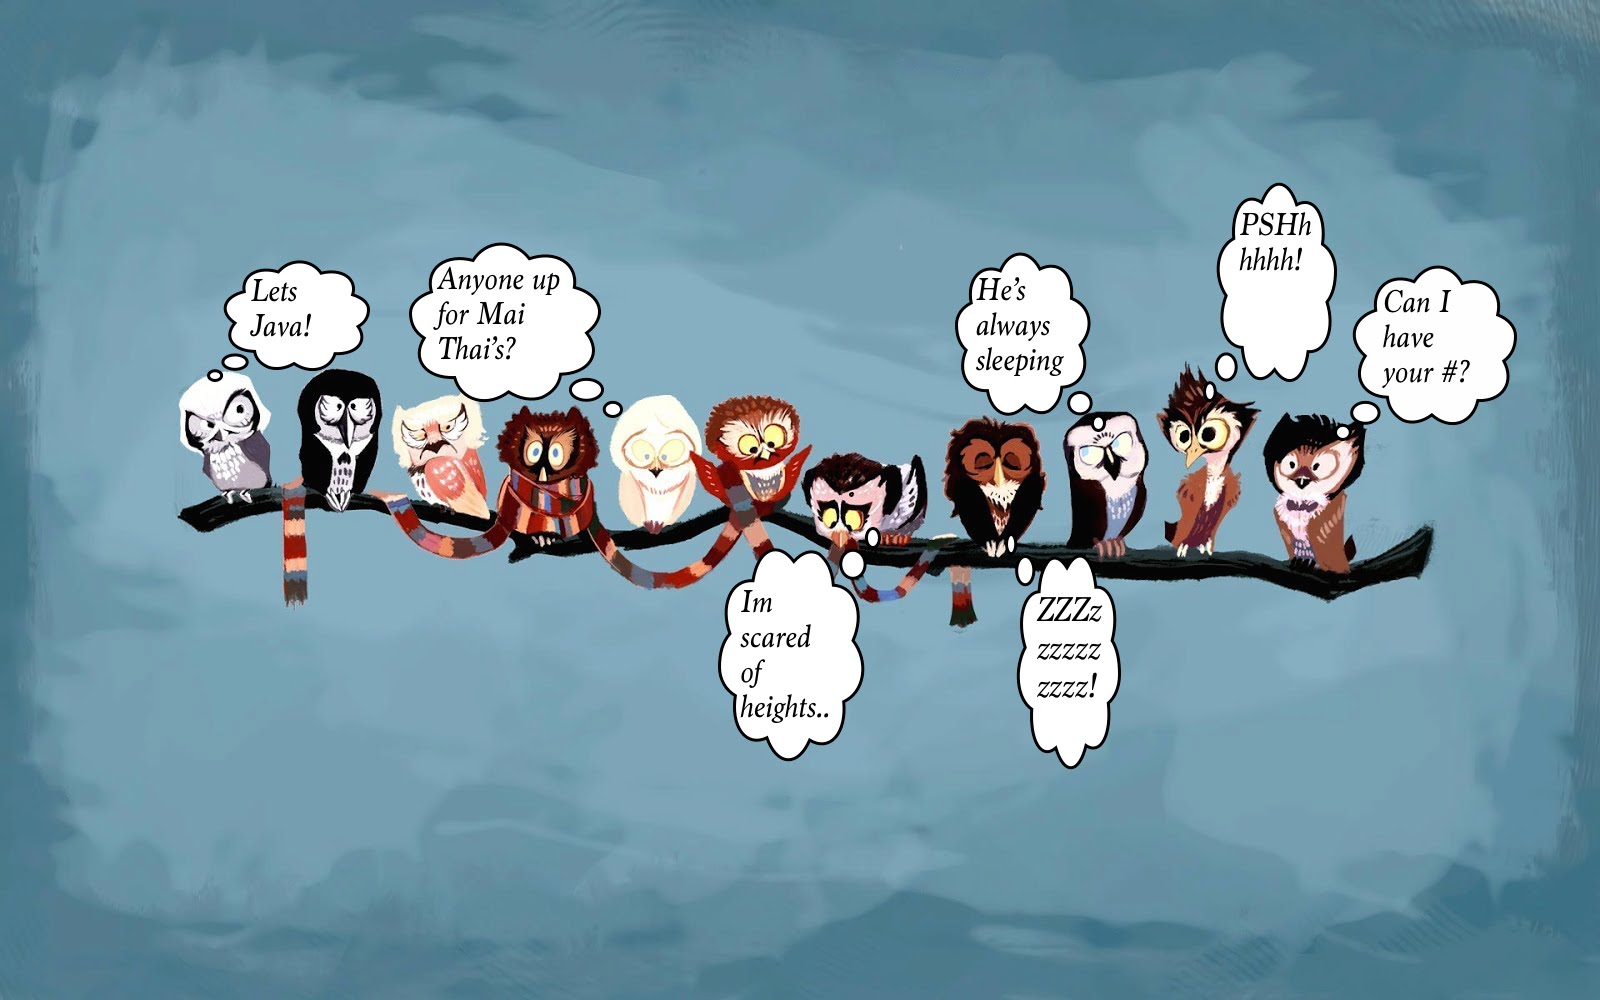 Lets
Java!
Anyone up
for Mai
Thai's?
Im
scared
of
heights..
He's
always
sleeping
ZZZz
zzzzz
zzzz!
PSHh
hhhh!
Can I
have
your #?